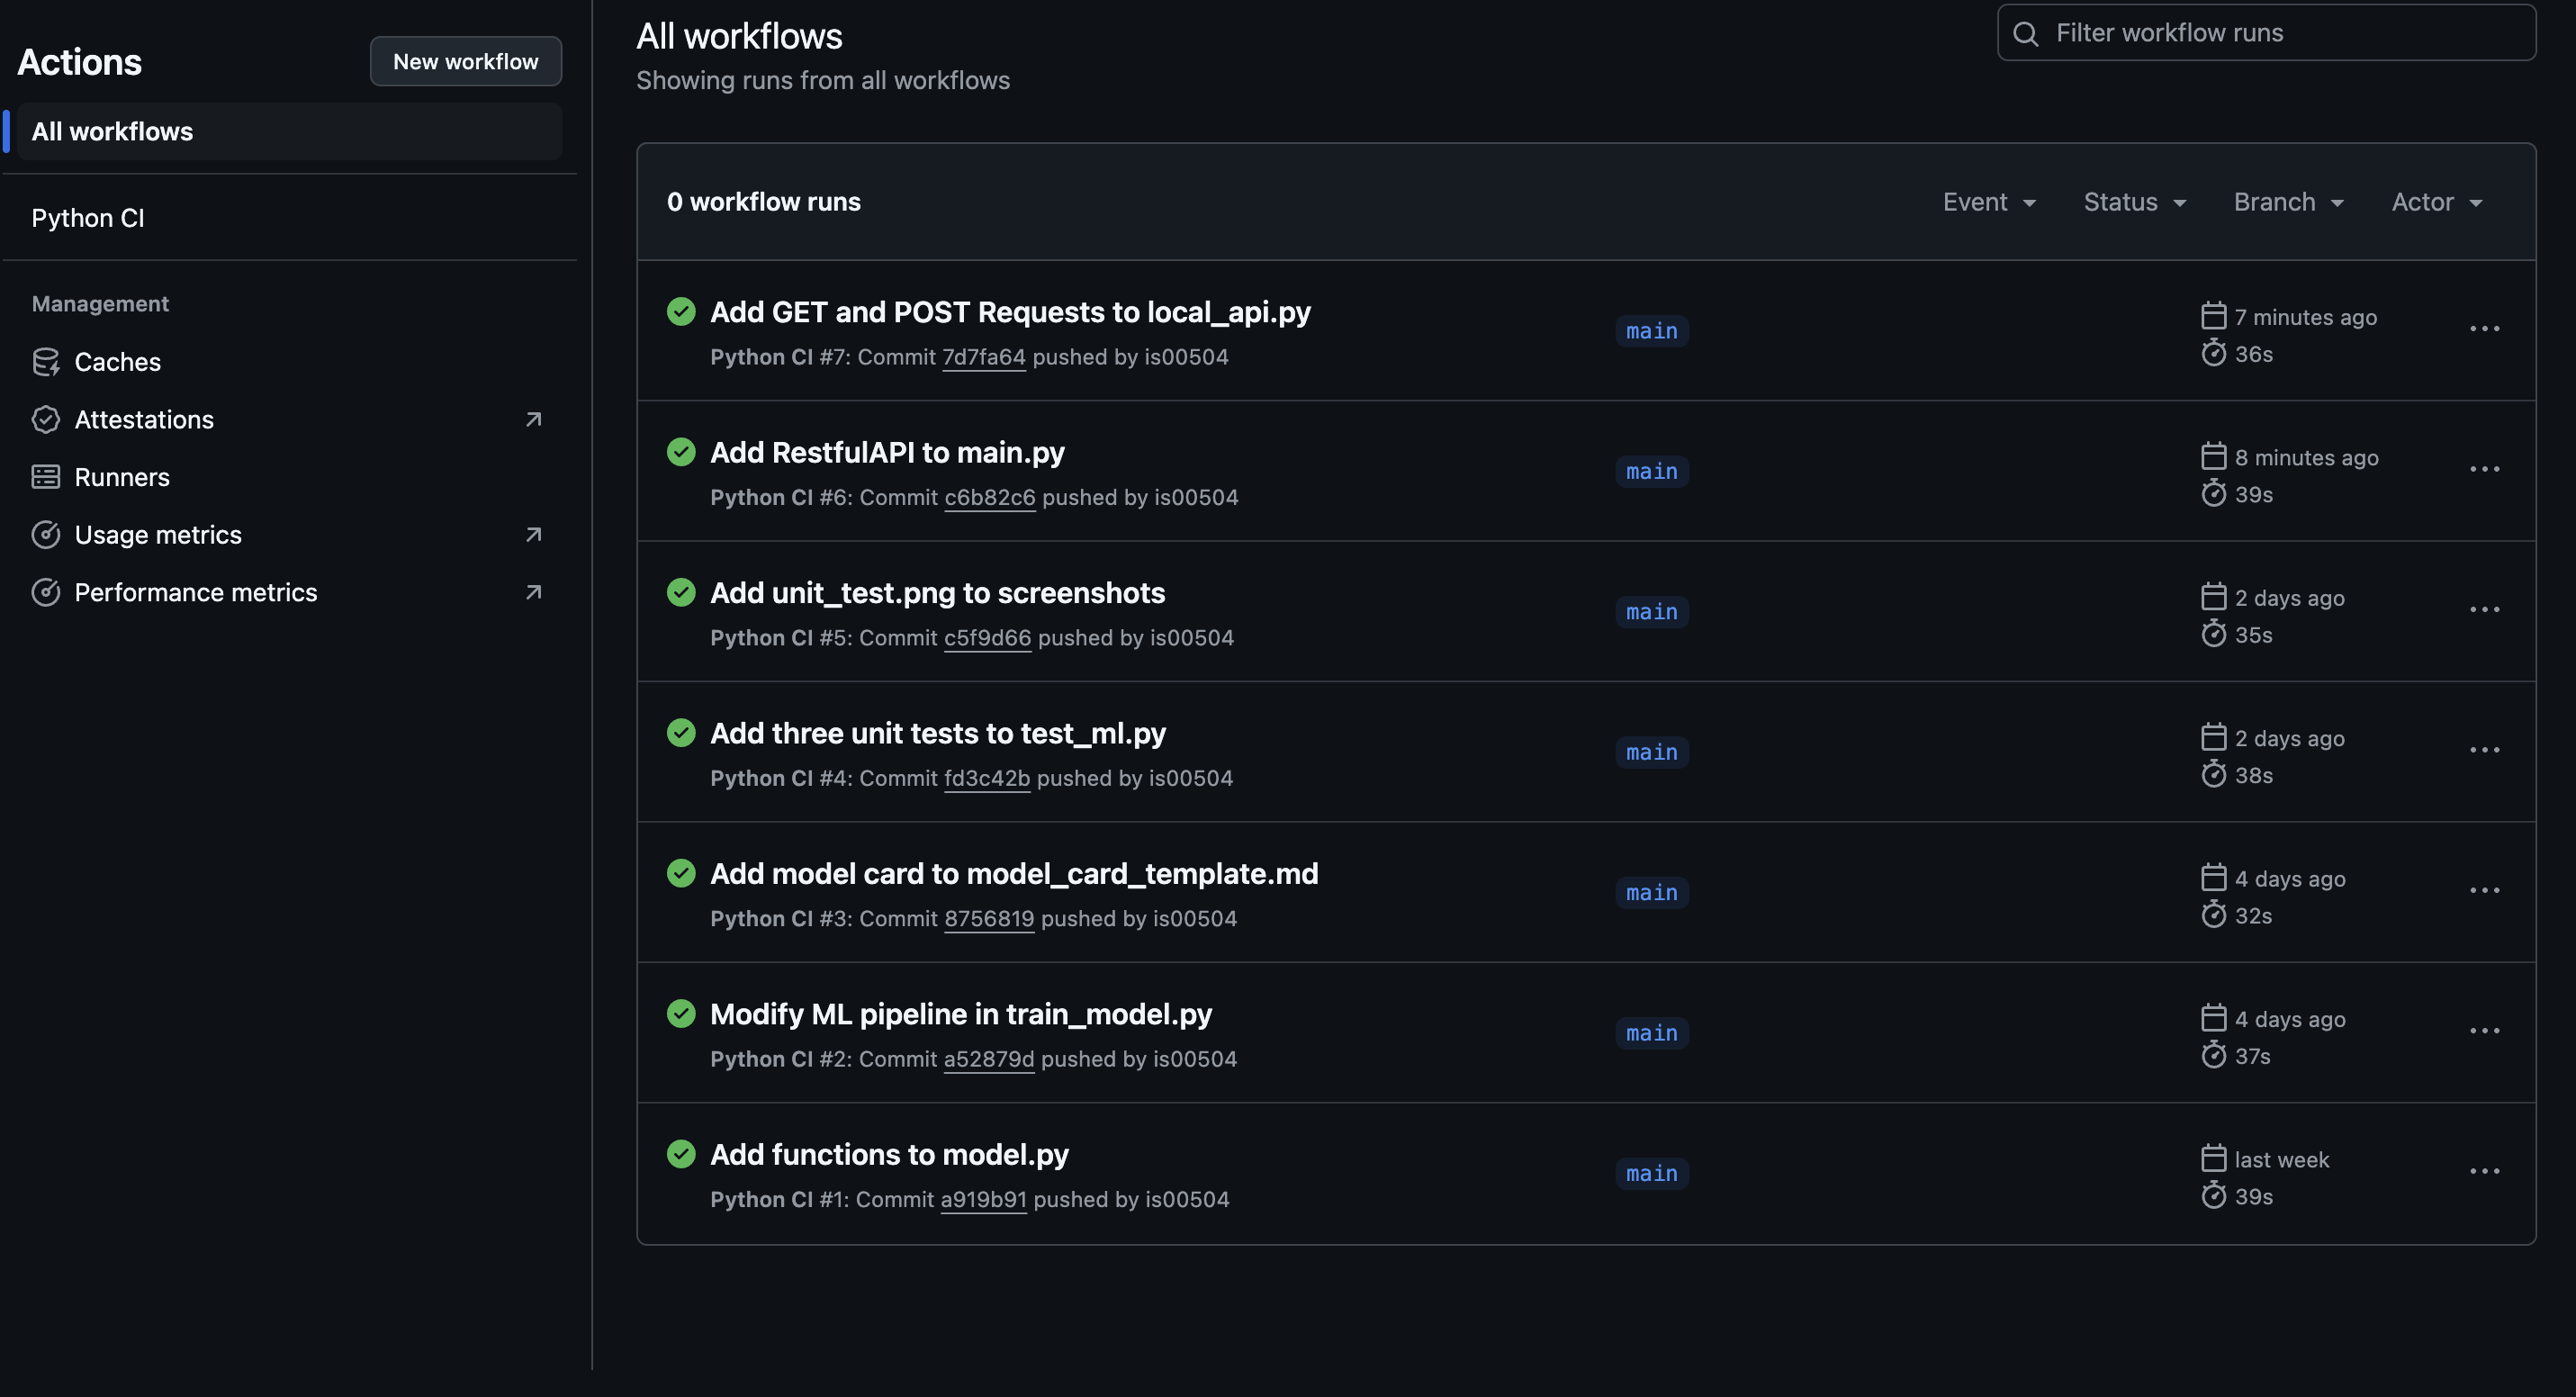 Actions
New workflow
All workflows
Python CI
Management
Caches
Attestations
Runners
Usage metrics
Performance metrics
All workflows
Showing runs from all workflows
Filter workflow runs
0 workflow runs
Event
Status
Branch
Actor
Add GET and POST Requests to local_api.py
Python CI #7: Commit 7d7fa64 pushed by is00504
main
7 minutes ago
36s
Add RestfulAPI to main.py
Python CI #6: Commit c6b82c6 pushed by is00504
main
8 minutes ago
39s
Add unit_test.png to screenshots
Python CI #5: Commit c5f9d66 pushed by is00504
main
2 days ago
35s
Add three unit tests to test_ml.py
Python CI #4: Commit fd3c42b pushed by is00504
main
2 days ago
38s
Add model card to model_card_template.md
Python CI #3: Commit 8756819 pushed by is00504
main
4 days ago
32s
Modify ML pipeline in train_model.py
Python CI #2: Commit a52879d pushed by is00504
main
4 days ago
37s
Add functions to model.py
Python CI #1: Commit a919b91 pushed by is00504
main
last week
39s